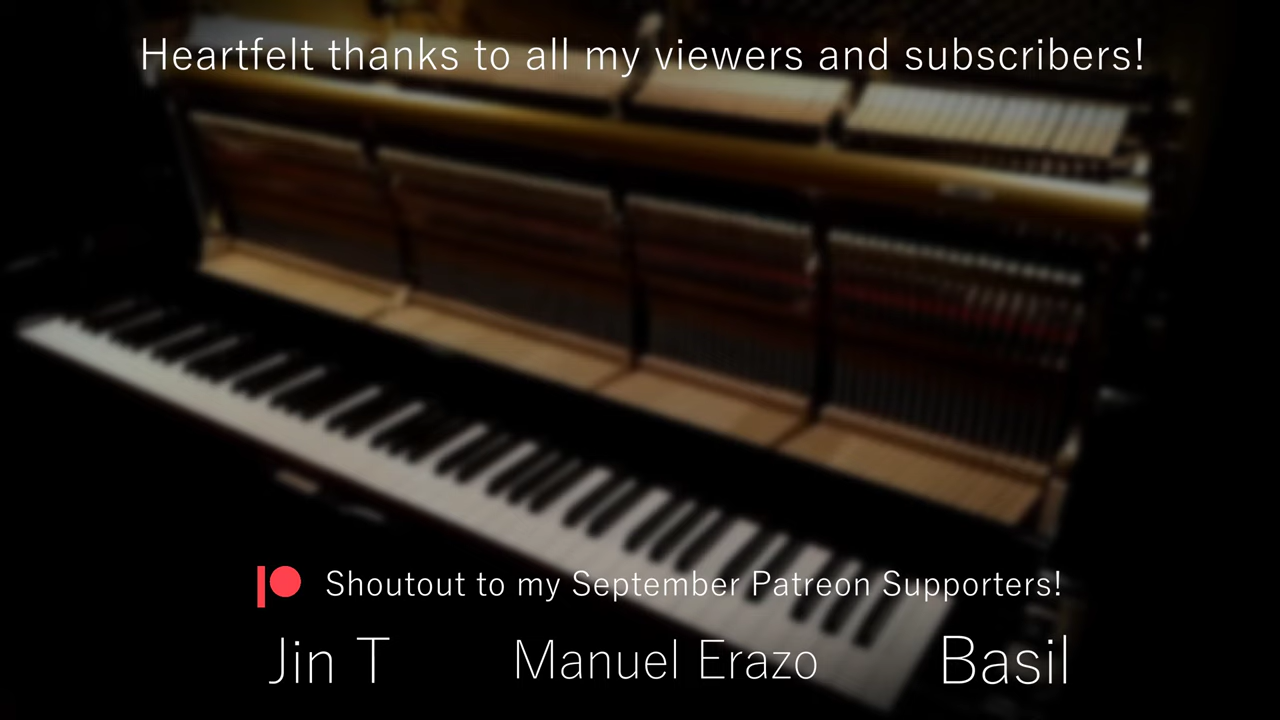 Heartfelt thanks to all my viewers and subscribers!
Shoutout to my September Patreon Supporters!
Jin T Manuel Erazo Basil